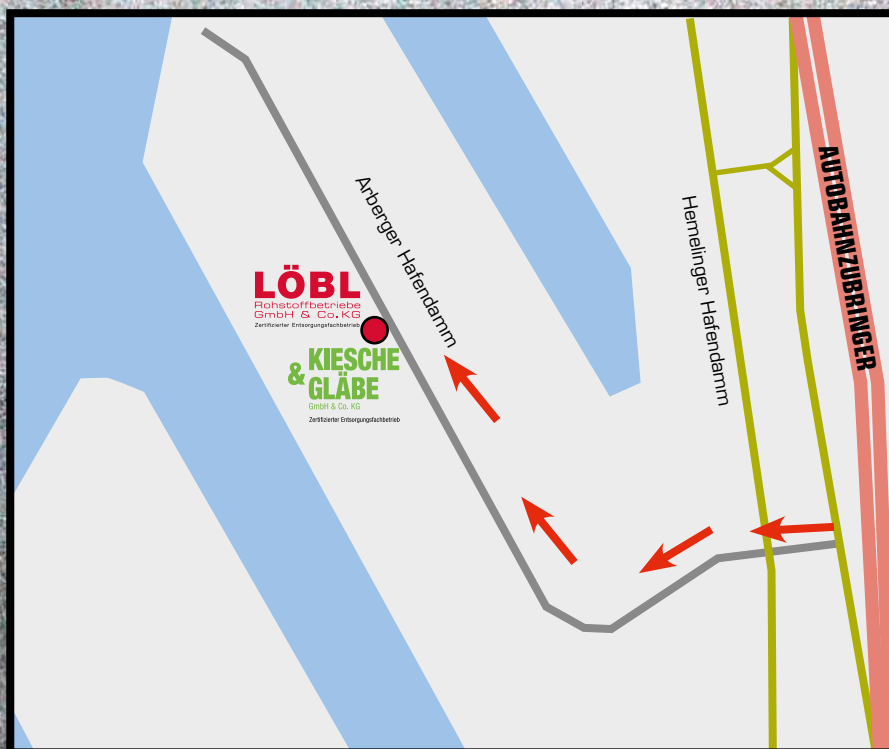 LÖBL
Rohstoffbetriebe
GmbH & Co.KG
Zertifizierter Entsorgungsfachbetrieb
& KIESCHE
GLÄBE
GmbH & Co. KG
Zertifizierter Entsorgungsfachbetrieb
Arberger Hafendamm
Hemelinger Hafendamm
AUTOBAHNZUBRINGER